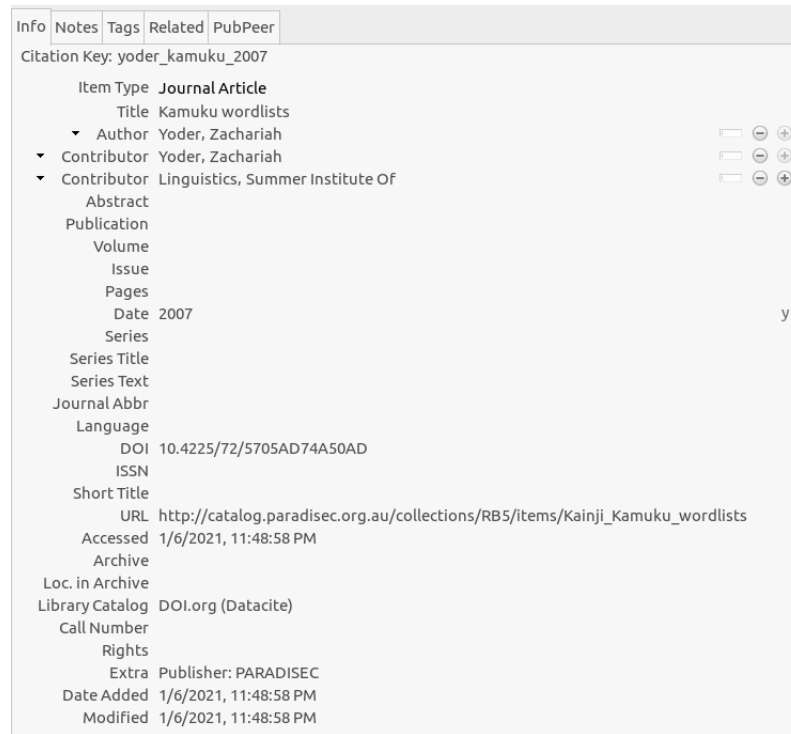 Info Notes Tags Related PubPeer
Citation Key: yoder_kamuku_2007
Item Type Journal Article
Title Kamuku wordlists
Author Yoder, Zachariah
Contributor Yoder, Zachariah
Contributor Linguistics, Summer Institute Of
Abstract
Publication
Volume
Issue
Pages
Date 2007 y
Series
Series Title
Series Text
Journal Abbr
Language
DOI 10.4225/72/5705AD74A50AD
ISSN
Short Title
URL http://catalog.paradisec.org.au/collections/RB5/items/Kainji_Kamuku_wordlists
Accessed 1/6/2021, 11:48:58 PM
Archive
Loc. in Archive
Library Catalog DOI.org (Datacite)
Call Number
Rights
Extra Publisher: PARADISEC
Date Added 1/6/2021, 11:48:58 PM
Modified 1/6/2021, 11:48:58 PM